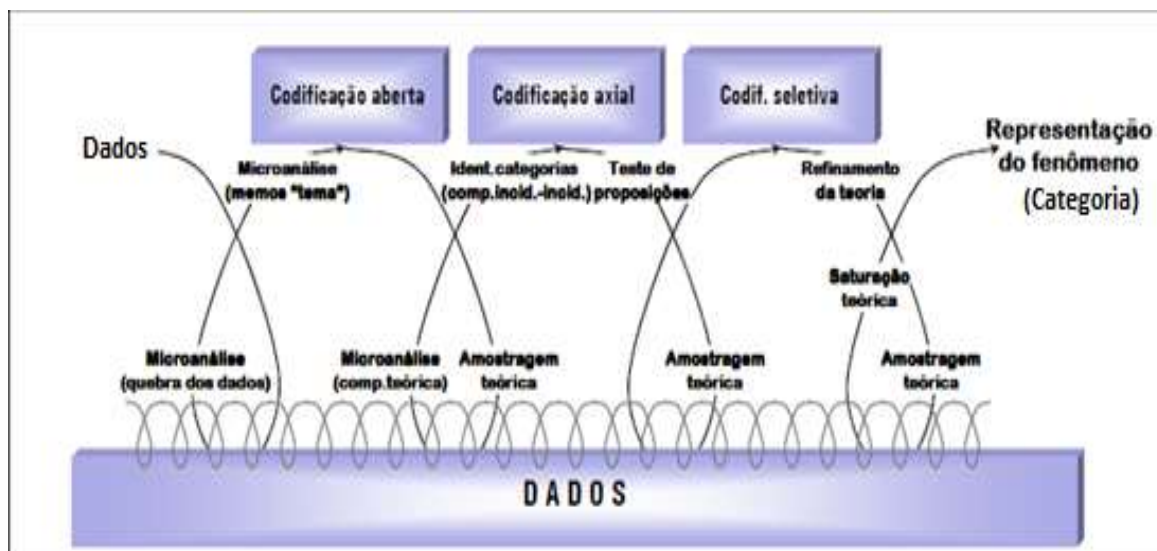 Codificação aberta
Codificação axial
Codif. seletiva
Dados
Microanálise
(memos "tema")
Ident.categorias
(comp.incid.-incid.)
Teste de
proposições
Refinamento
da teoria
Representação
do fenômeno
(Categoria)
Saturação
teórica
Microanálise
(quebra dos dados)
Microanálise
(comp.teórica)
Amostragem
teórica
Amostragem
teórica
Amostragem
teórica
DADOS